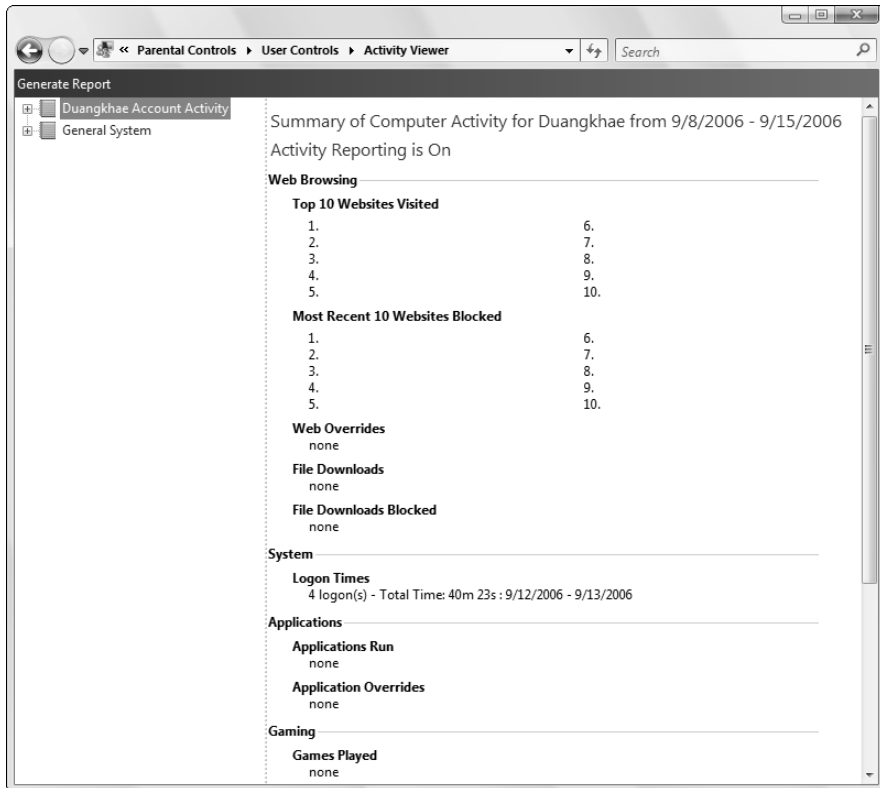 « Parental Controls ▸ User Controls ▸ Activity Viewer
Search
Generate Report
Duangkhae Account Activity
General System
Summary of Computer Activity for Duangkhae from 9/8/2006 - 9/15/2006
Activity Reporting is On
Web Browsing
Top 10 Websites Visited
1. 6.
2. 7.
3. 8.
4. 9.
5. 10.
Most Recent 10 Websites Blocked
1. 6.
2. 7.
3. 8.
4. 9.
5. 10.
Web Overrides
none
File Downloads
none
File Downloads Blocked
none
System
Logon Times
4 logon(s) - Total Time: 40m 23s : 9/12/2006 - 9/13/2006
Applications
Applications Run
none
Application Overrides
none
Gaming
Games Played
none